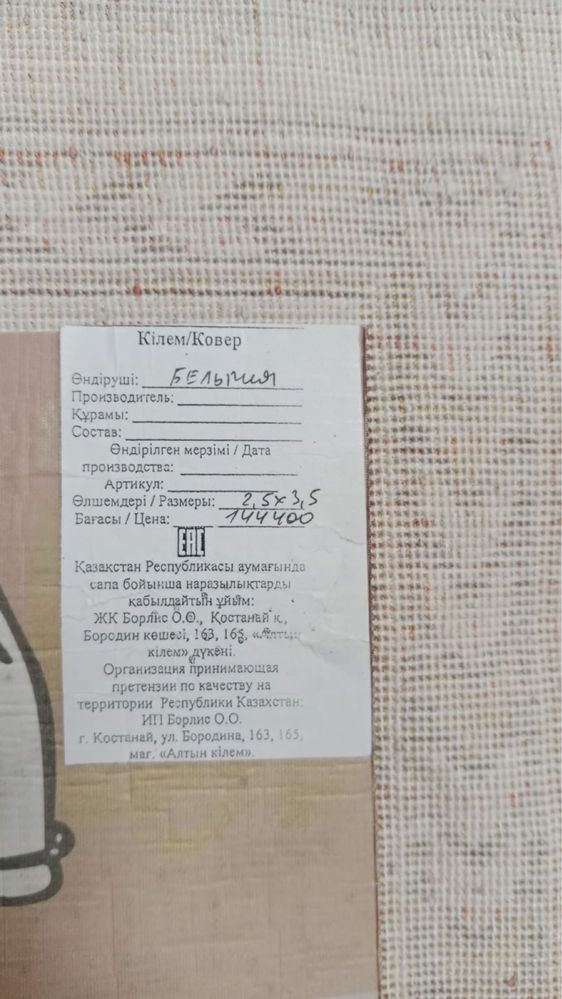 Кілем/Ковер
Өндіруші: БЕЛЬГИЯ
Производитель:
Құрамы:
Состав:
Өндірілген мерзімі / Дата
производства:
Артикул:
Өлшемдері / Размеры: 2,5х3,5
Бағасы / Цена: 144400
EAC
Қазақстан Республикасы аумағында
сапа бойынша наразылықтарды
қабылдайтын ұйым:
ЖК Борлис О.О., Қостанай қ.,
Бородин көшесі, 163, 165, «Алтын
кілем» дүкені.
Организация принимающая
претензии по качеству на
территории Республики Казахстан:
ИП Борлис О.О.
г. Костанай, ул. Бородина, 163, 165,
маг. «Алтын кілем».